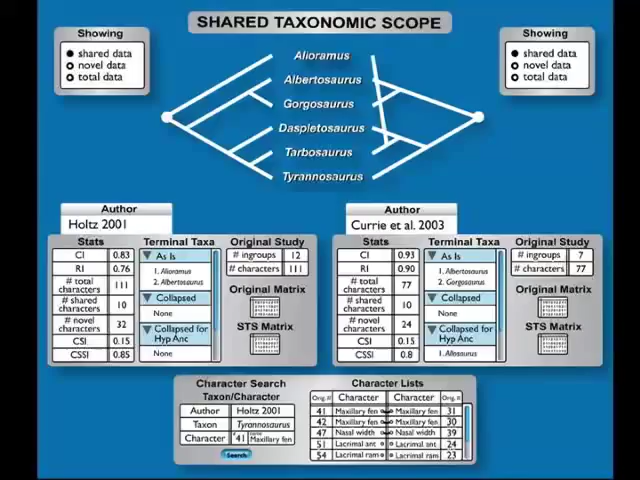 SHARED TAXONOMIC SCOPE
Showing
shared data
novel data
total data
Showing
shared data
novel data
total data
Alioramus
Albertosaurus
Gorgosaurus
Daspletosaurus
Tarbosaurus
Tyrannosaurus
Author
Holtz 2001
Stats
CI 0.83
RI 0.76
# total characters 111
# shared characters 10
# novel characters 32
CSI 0.15
CSSI 0.85
Terminal Taxa
As Is
1. Alioramus
2. Albertosaurus
Collapsed
None
Collapsed for Hyp Anc
None
Original Study
# ingroups 12
# characters 111
Original Matrix
STS Matrix
Author
Currie et al. 2003
Stats
CI 0.93
RI 0.90
# total characters 77
# shared characters 10
# novel characters 24
CSI 0.15
CSSI 0.8
Terminal Taxa
As Is
1. Albertosaurus
2. Gorgosaurus
Collapsed
None
Collapsed for Hyp Anc
1. Allosaurus
Original Study
# ingroups 7
# characters 77
Original Matrix
STS Matrix
Character Search
Taxon/Character
Author Holtz 2001
Taxon Tyrannosaurus
Character # 41 name Maxillary fen
Search
Character Lists
Orig. # Character Character Orig. #
41 Maxillary fen Maxillary fen 31
42 Maxillary fen Maxillary fen 30
47 Nasal width Nasal width 39
51 Lacrimal ant Lacrimal ant 24
54 Lacrimal ram Lacrimal ram 23